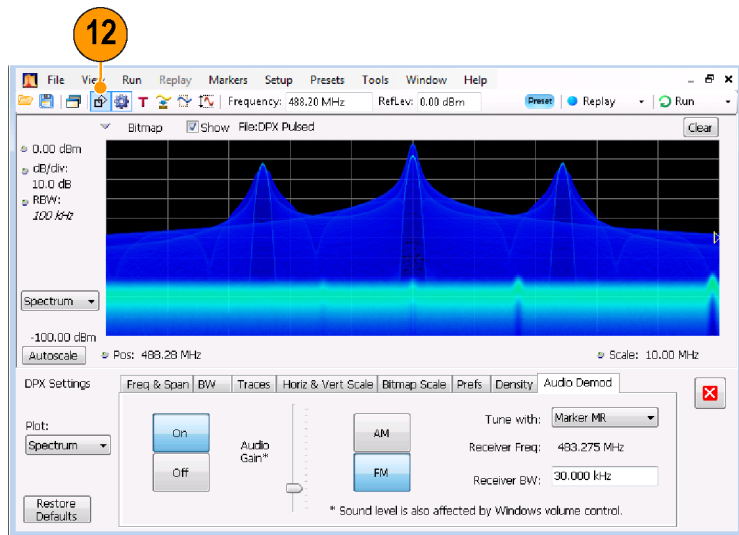 12
File View Run Replay Markers Setup Presets Tools Window Help
T Frequency: 488.20 MHz RefLev: 0.00 dBm Preset Replay Run
Bitmap Show File:DPX Pulsed Clear
0.00 dBm
dB/div:
10.0 dB
RBW:
100 kHz
Spectrum
-100.00 dBm
Autoscale Pos: 488.28 MHz Scale: 10.00 MHz
DPX Settings Freq & Span BW Traces Horiz & Vert Scale Bitmap Scale Prefs Density Audio Demod
Plot:
Spectrum
Restore
Defaults
On
Off
Audio
Gain*
AM
FM
Tune with: Marker MR
Receiver Freq: 483.275 MHz
Receiver BW: 30.000 kHz
* Sound level is also affected by Windows volume control.